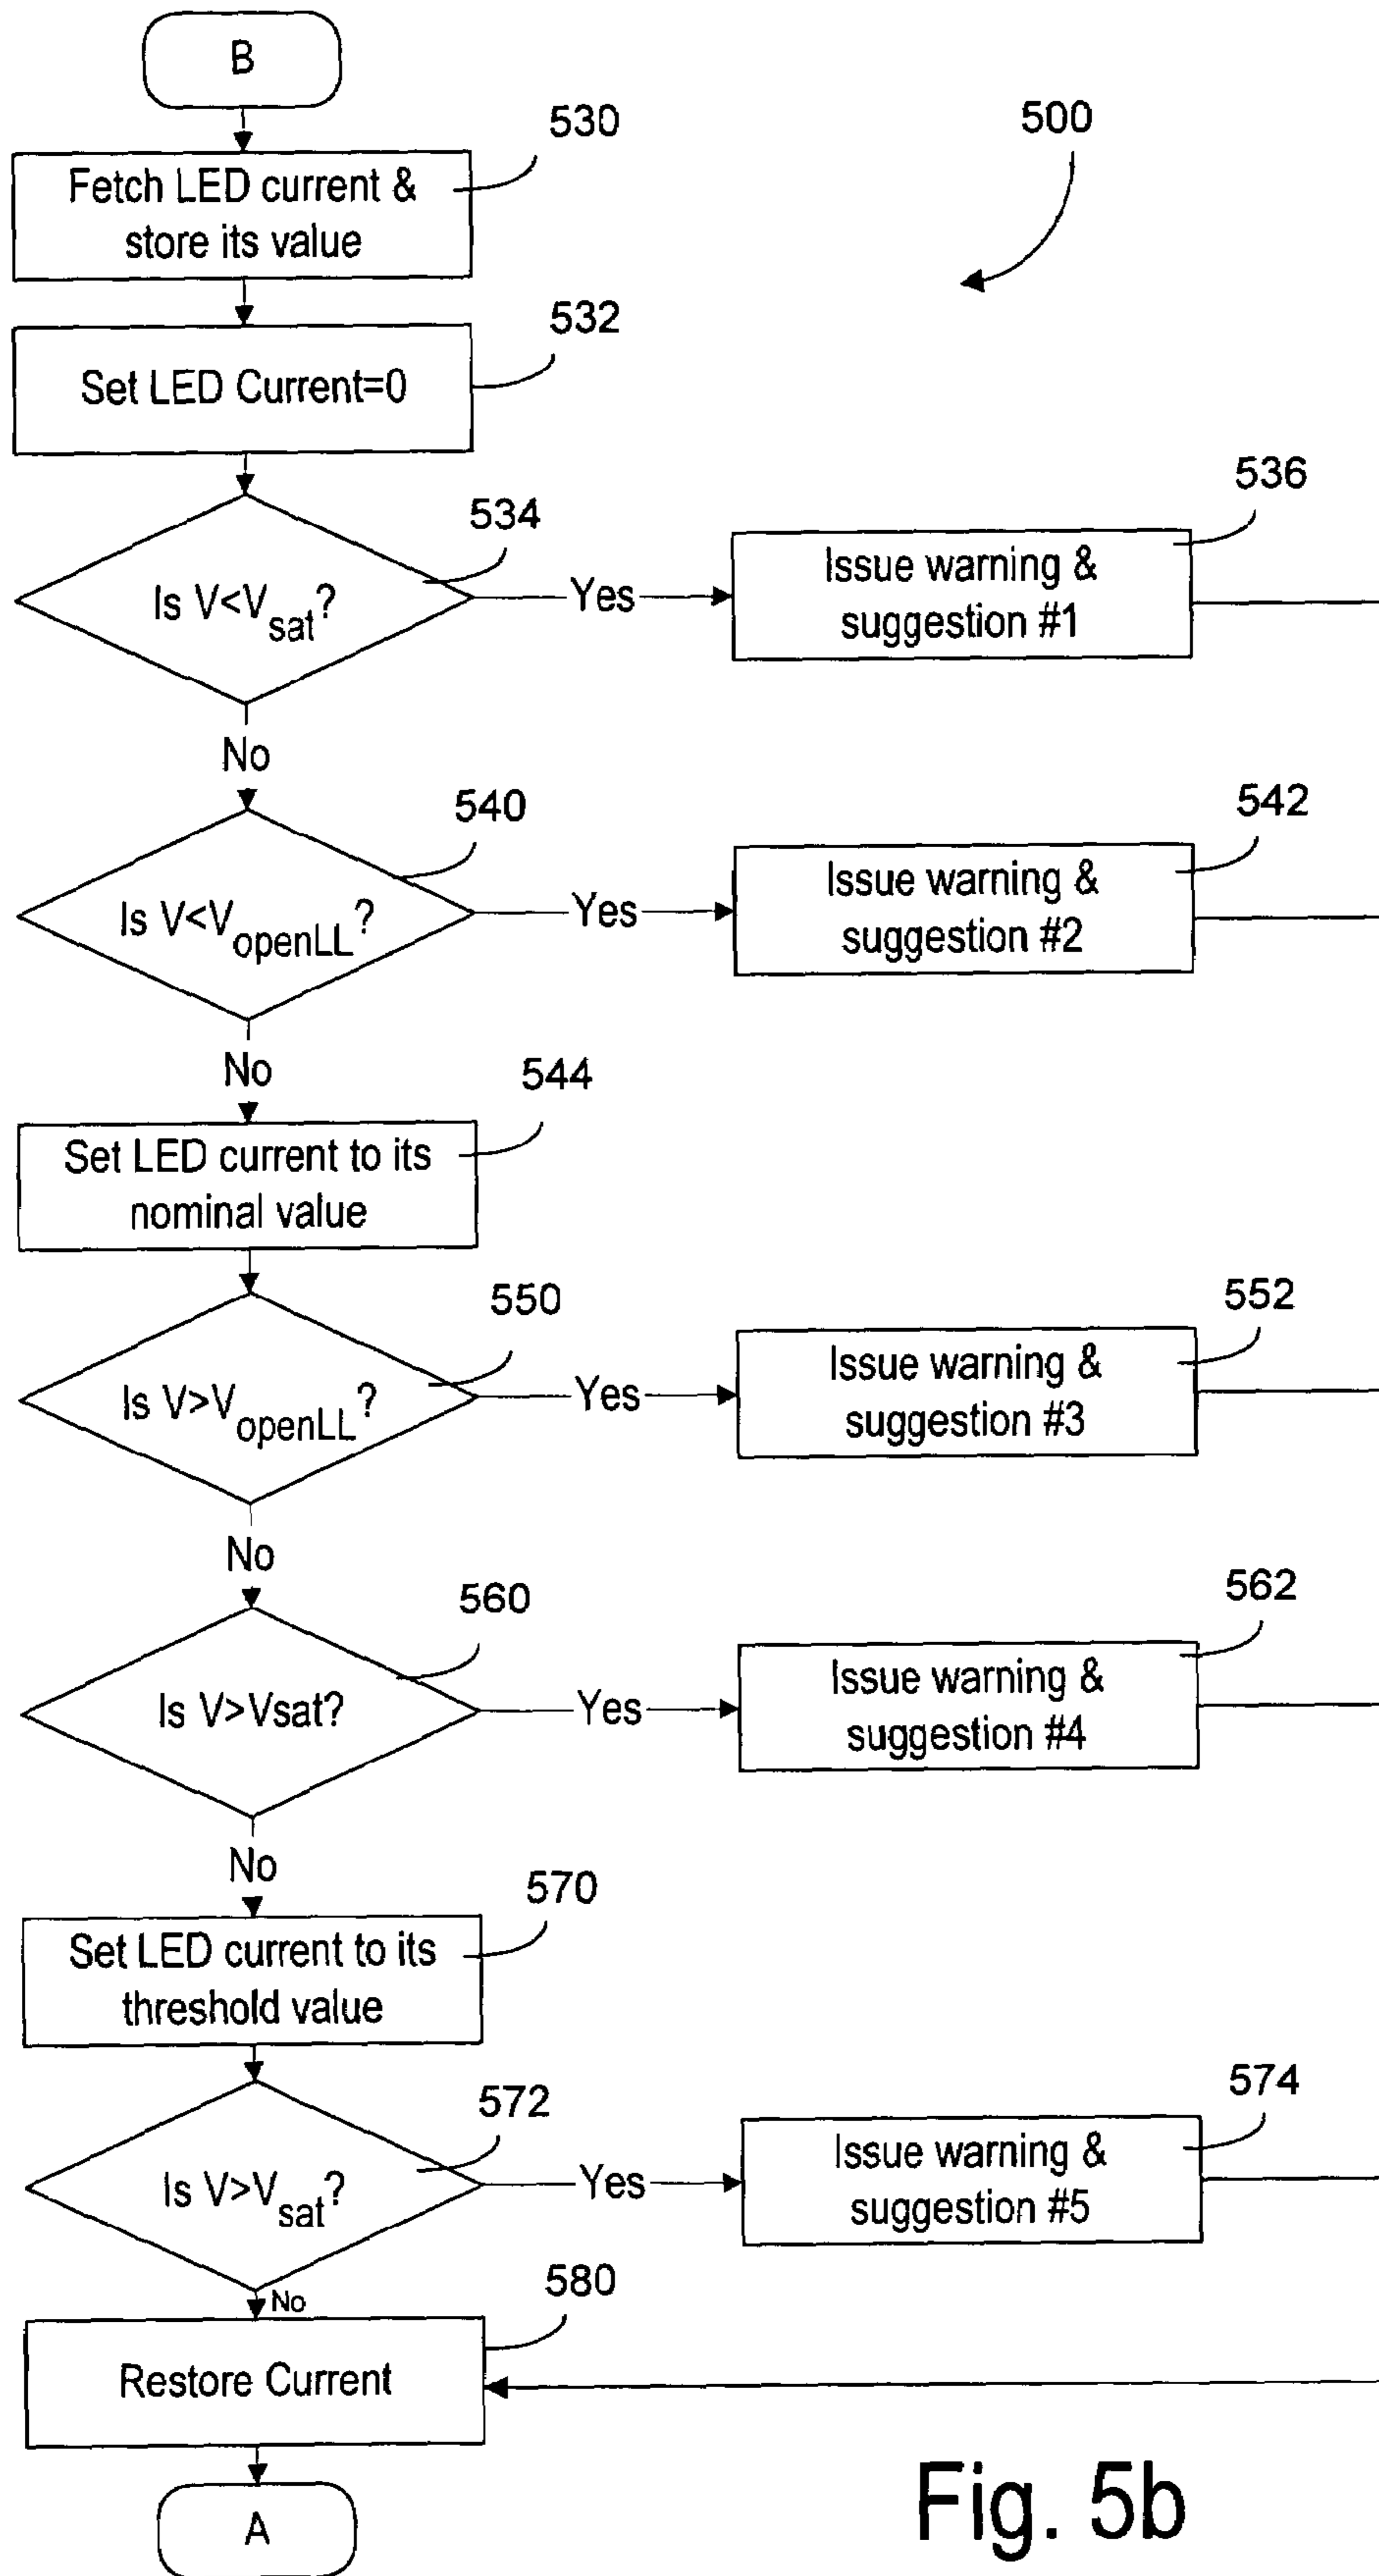 B
530
500
Fetch LED current &
store its value
532
Set LED Current=0
534
536
Is V<Vsat?
Yes
Issue warning &
suggestion #1
No
540
542
Is V<VopenLL?
Yes
Issue warning &
suggestion #2
No
544
Set LED current to its
nominal value
550
552
Is V>VopenLL?
Yes
Issue warning &
suggestion #3
No
560
562
Is V>Vsat?
Yes
Issue warning &
suggestion #4
No
570
Set LED current to its
threshold value
572
574
Is V>Vsat?
Yes
Issue warning &
suggestion #5
No
580
Restore Current
A
Fig. 5b